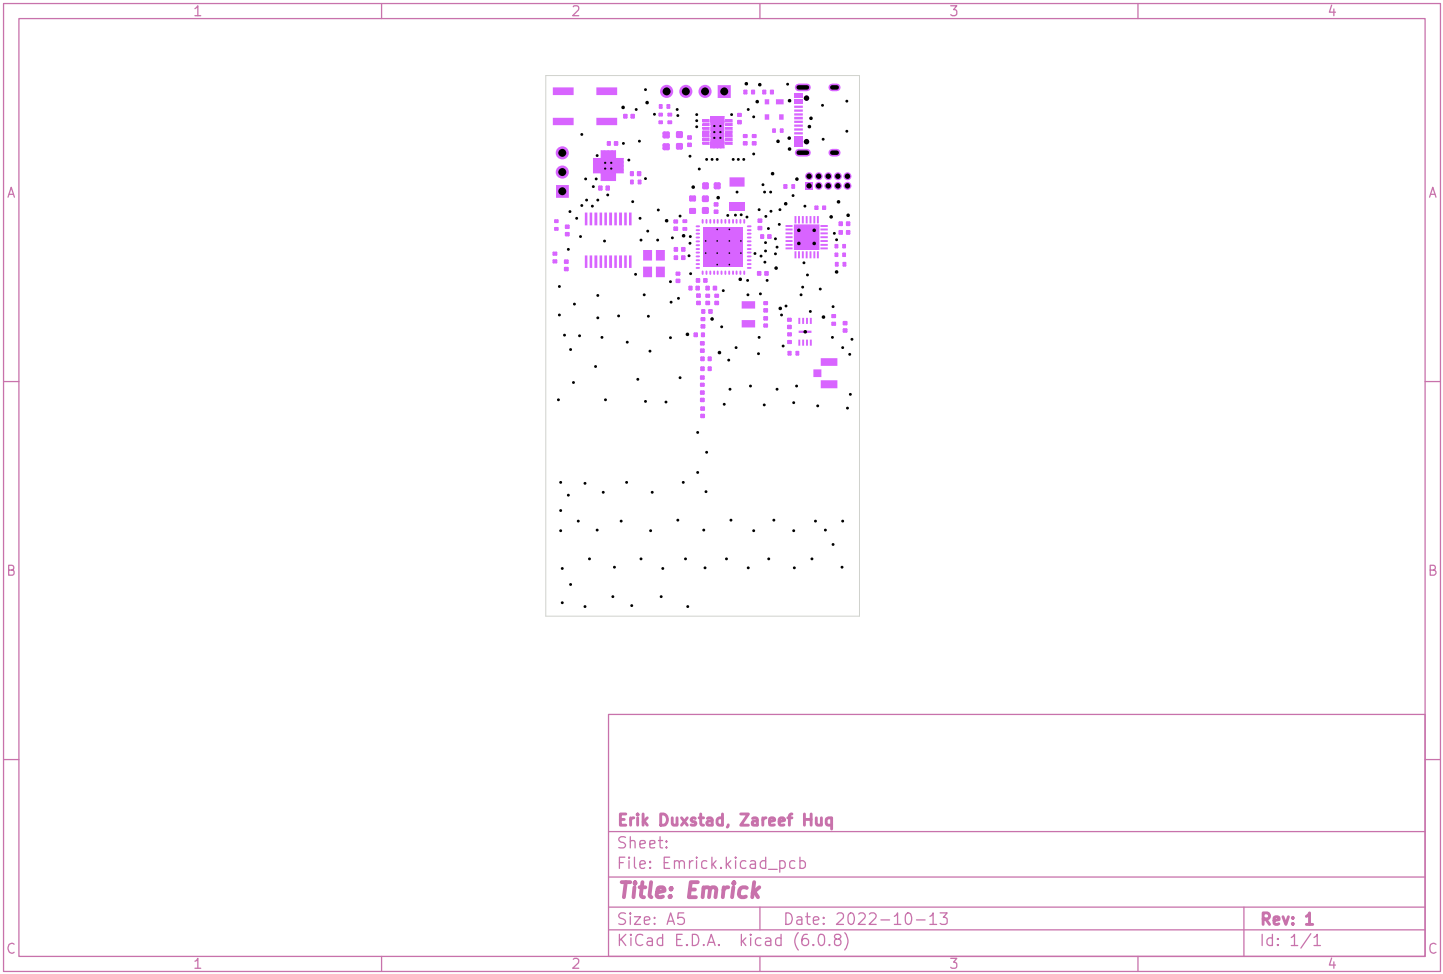 1 2 3 4
A A
B B
C C
Erik Duxstad, Zareef Huq
Sheet:
File: Emrick.kicad_pcb
Title: Emrick
Size: A5 Date: 2022-10-13 Rev: 1
KiCad E.D.A. kicad (6.0.8) Id: 1/1
1 2 3 4